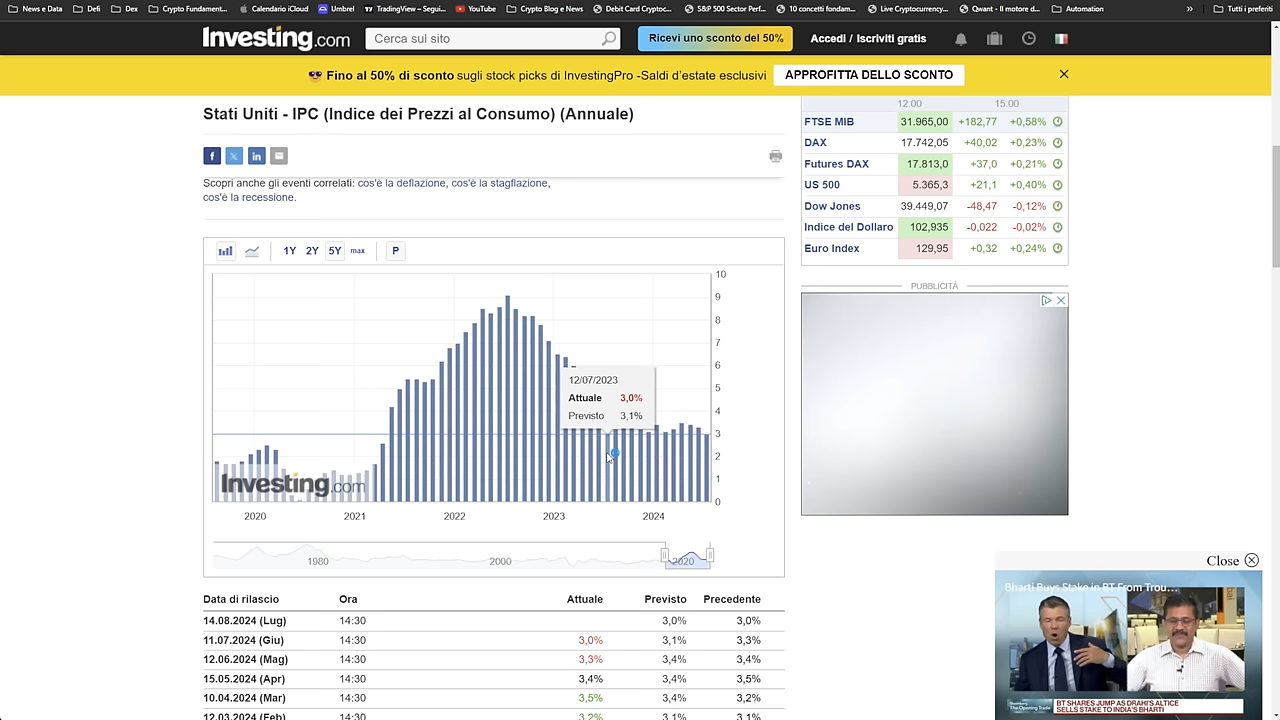 News e Data Defi Dex Crypto Fundament... Calendario iCloud Umbrel TradingView – Segui... YouTube Crypto Blog e News Debit Card Cryptoc... S&P 500 Sector Perf... 10 concetti fondam... Live Cryptocurrency... Qwant - Il motore d... Automation » Tutti i preferiti
Investing.com Cerca sul sito Ricevi uno sconto del 50% Accedi / Iscriviti gratis
Fino al 50% di sconto sugli stock picks di InvestingPro -Saldi d'estate esclusivi APPROFITTA DELLO SCONTO
Stati Uniti - IPC (Indice dei Prezzi al Consumo) (Annuale)
Scopri anche gli eventi correlati: cos'è la deflazione, cos'è la stagflazione,
cos'è la recessione.
1Y 2Y 5Y max P
10
9
8
7
6
5
4
3
2
1
0
12/07/2023
Attuale 3,0%
Previsto 3,1%
Investing.com
2020 2021 2022 2023 2024
1980 2000 2020
Data di rilascio Ora Attuale Previsto Precedente
14.08.2024 (Lug) 14:30 3,0% 3,0%
11.07.2024 (Giu) 14:30 3,0% 3,1% 3,3%
12.06.2024 (Mag) 14:30 3,3% 3,4% 3,4%
15.05.2024 (Apr) 14:30 3,4% 3,4% 3,5%
10.04.2024 (Mar) 14:30 3,5% 3,4% 3,2%
12.03.2024 (Feb) 14:30 3,1% 3,1%
12:00 15:00
FTSE MIB 31.965,00 +182,77 +0,58%
DAX 17.742,05 +40,02 +0,23%
Futures DAX 17.813,0 +37,0 +0,21%
US 500 5.365,3 +21,1 +0,40%
Dow Jones 39.449,07 -48,47 -0,12%
Indice del Dollaro 102,935 -0,022 -0,02%
Euro Index 129,95 +0,32 +0,24%
PUBBLICITÀ
Close
Bharti Buys Stake in BT From Trou...
Bloomberg
The Opening Trade
BT SHARES JUMP AS DRAHI'S ALTICE
SELLS STAKE TO INDIA'S BHARTI